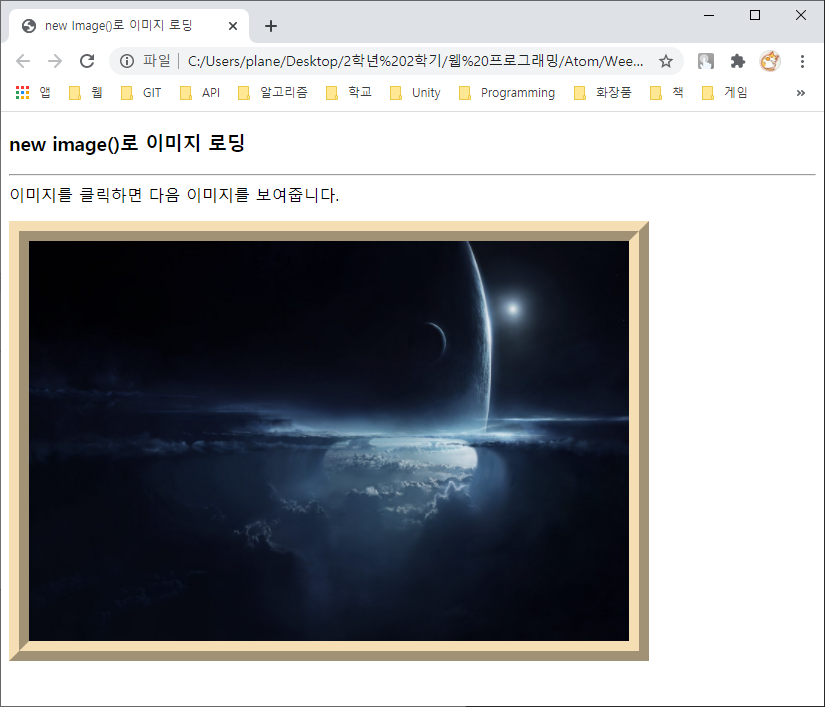 new Image()로 이미지 로딩
파일 C:/Users/plane/Desktop/2학년%202학기/웹%20프로그래밍/Atom/Wee...
앱 웹 GIT API 알고리즘 학교 Unity Programming 화장품 책 게임 »
new image()로 이미지 로딩
이미지를 클릭하면 다음 이미지를 보여줍니다.